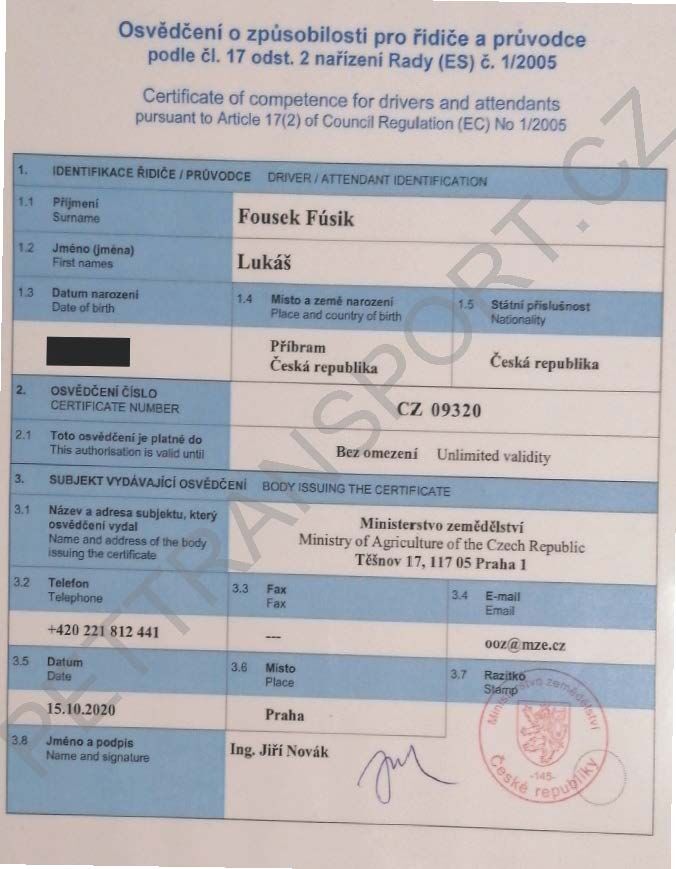 Osvědčení o způsobilosti pro řidiče a průvodce
podle čl. 17 odst. 2 nařízení Rady (ES) č. 1/2005
Certificate of competence for drivers and attendants
pursuant to Article 17(2) of Council Regulation (EC) No 1/2005
1. IDENTIFIKACE ŘIDIČE / PRŮVODCE DRIVER / ATTENDANT IDENTIFICATION
1.1 Příjmení
Surname
Fousek Fúsik
1.2 Jméno (jména)
First names
Lukáš
1.3 Datum narození
Date of birth
1.4 Místo a země narození
Place and country of birth
1.5 Státní příslušnost
Nationality
Příbram
Česká republika
Česká republika
2. OSVĚDČENÍ ČÍSLO
CERTIFICATE NUMBER
CZ 09320
2.1 Toto osvědčení je platné do
This authorisation is valid until
Bez omezení Unlimited validity
3. SUBJEKT VYDÁVAJÍCÍ OSVĚDČENÍ BODY ISSUING THE CERTIFICATE
3.1 Název a adresa subjektu, který
osvědčení vydal
Name and address of the body
issuing the certificate
Ministerstvo zemědělství
Ministry of Agriculture of the Czech Republic
Těšnov 17, 117 05 Praha 1
3.2 Telefon
Telephone
3.3 Fax
Fax
3.4 E-mail
Email
+420 221 812 441
---
ooz@mze.cz
3.5 Datum
Date
3.6 Místo
Place
3.7 Razítko
Stamp
15.10.2020
Praha
3.8 Jméno a podpis
Name and signature
Ing. Jiří Novák
Ministerstvo zemědělství
-145-
České republiky
PETTRANSPORT.CZ